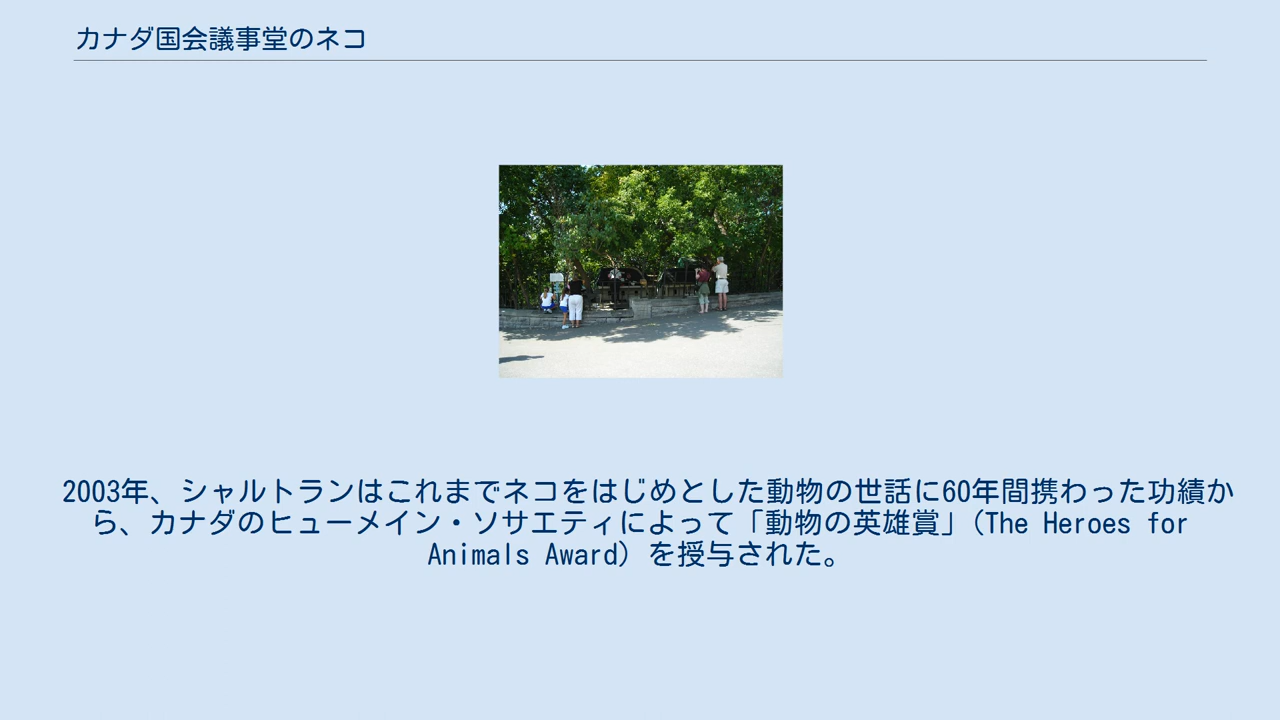 カナダ国会議事堂のネコ
2003年、シャルトランはこれまでネコをはじめとした動物の世話に60年間携わった功績か
ら、カナダのヒューメイン・ソサエティによって「動物の英雄賞」(The Heroes for
Animals Award) を授与された。